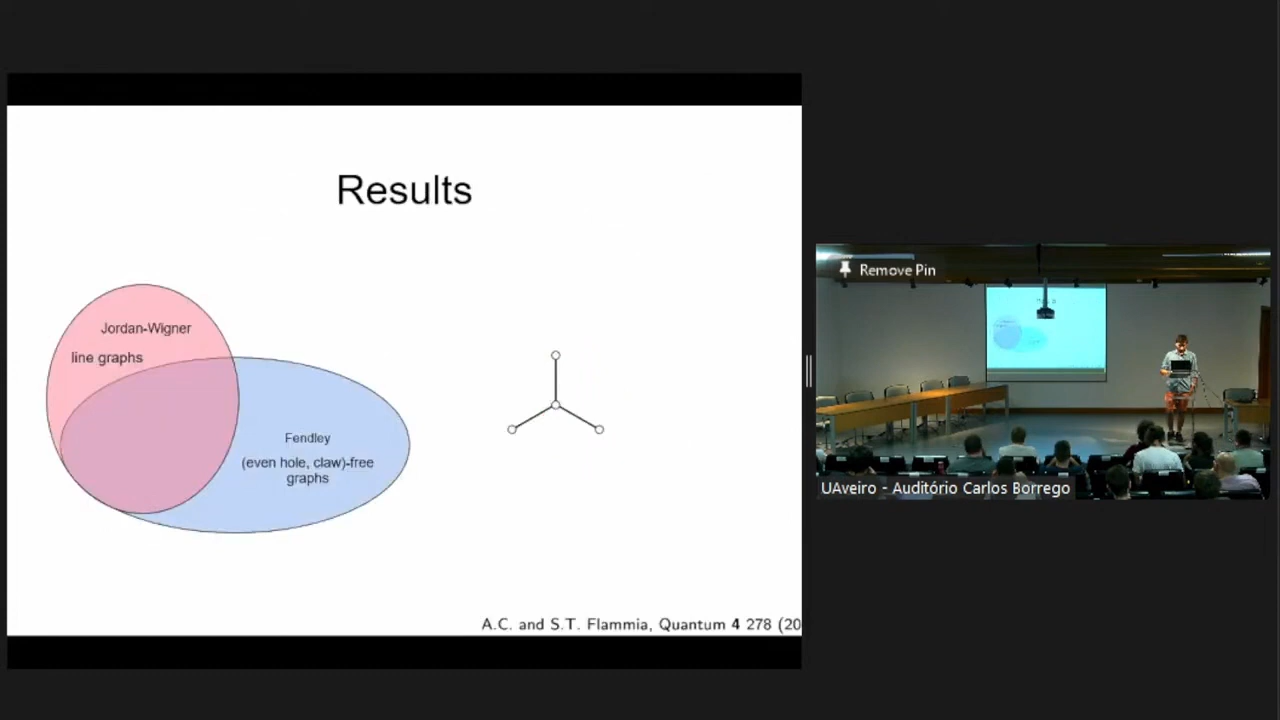 Results
Jordan-Wigner
line graphs
Fendley
(even hole, claw)-free
graphs
A.C. and S.T. Flammia, Quantum 4 278 (20
Remove Pin
UAveiro - Auditório Carlos Borrego